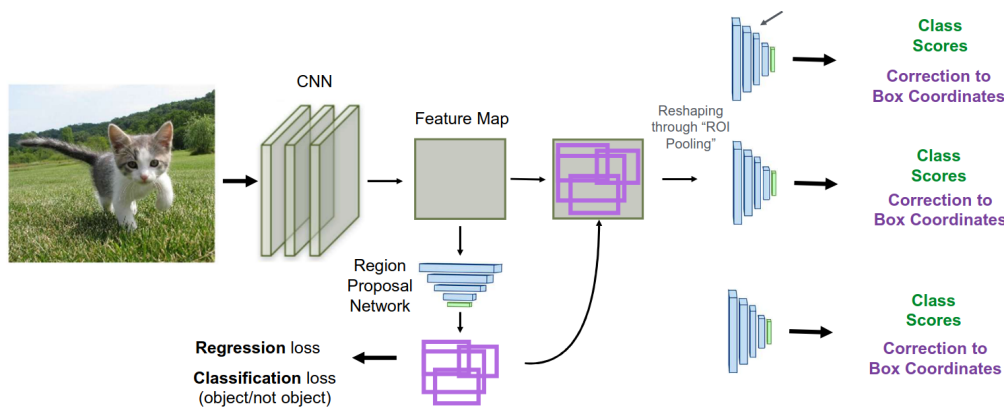 CNN
Feature Map
Region
Proposal
Network
Regression loss
Classification loss
(object/not object)
Reshaping
through “ROI
Pooling”
Class
Scores
Correction to
Box Coordinates
Class
Scores
Correction to
Box Coordinates
Class
Scores
Correction to
Box Coordinates